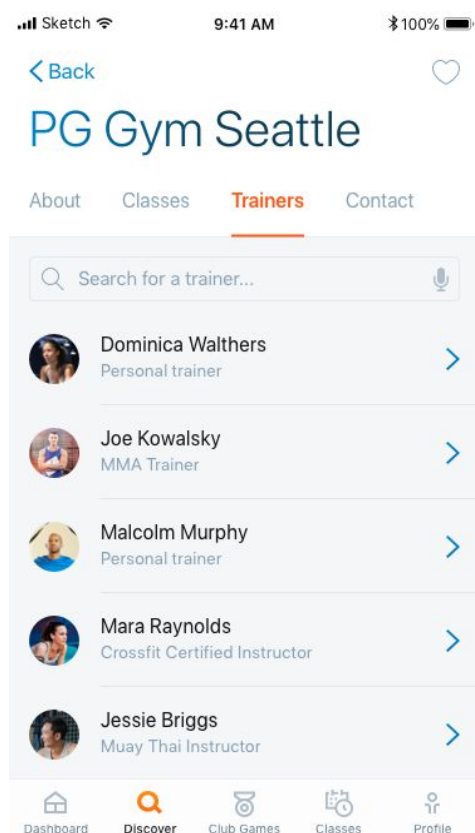 Sketch 9:41 AM 100%
Back
PG Gym Seattle
About Classes Trainers Contact
Search for a trainer...
Dominica Walthers
Personal trainer
Joe Kowalsky
MMA Trainer
Malcolm Murphy
Personal trainer
Mara Raynolds
Crossfit Certified Instructor
Jessie Briggs
Muay Thai Instructor
Dashboard Discover Club Games Classes Profile